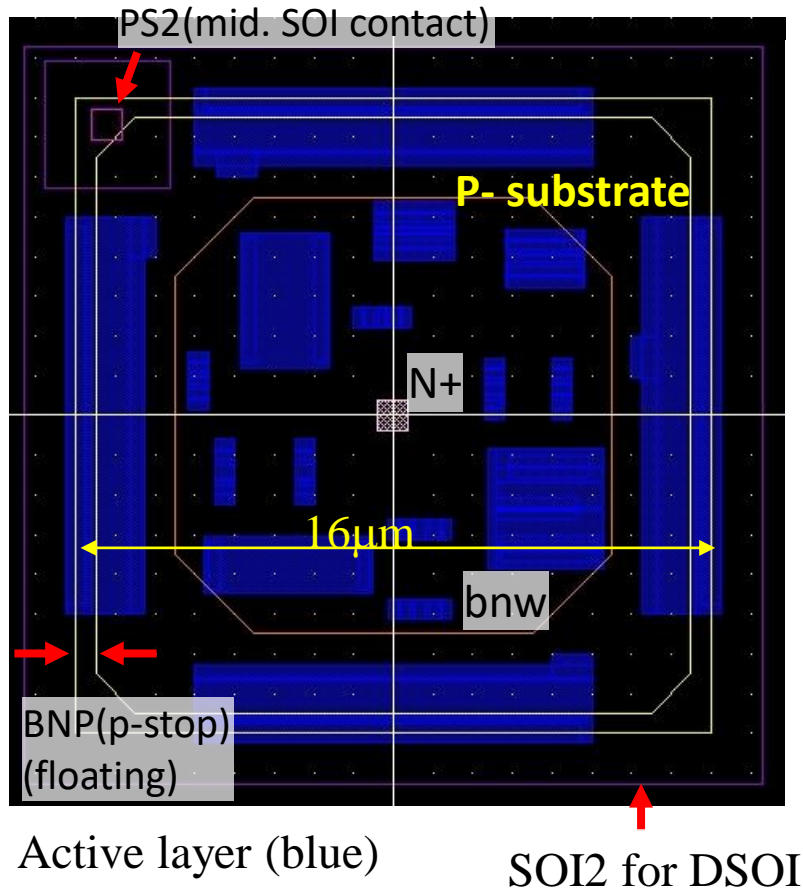 PS2(mid. SOI contact)
P- substrate
N+
16μm
bnw
BNP(p-stop)
(floating)
Active layer (blue)
SOI2 for DSOI